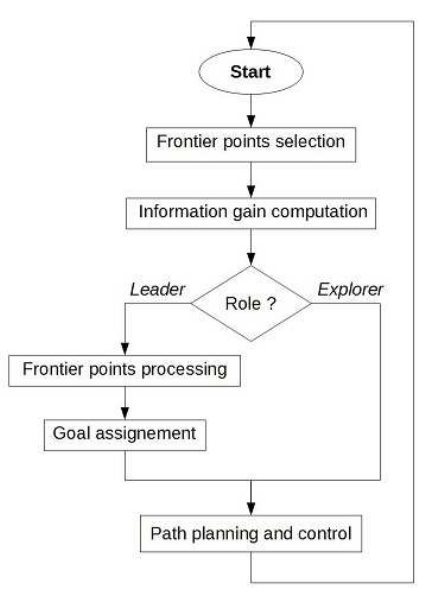 Start
Frontier points selection
Information gain computation
Leader
Role ?
Explorer
Frontier points processing
Goal assignement
Path planning and control